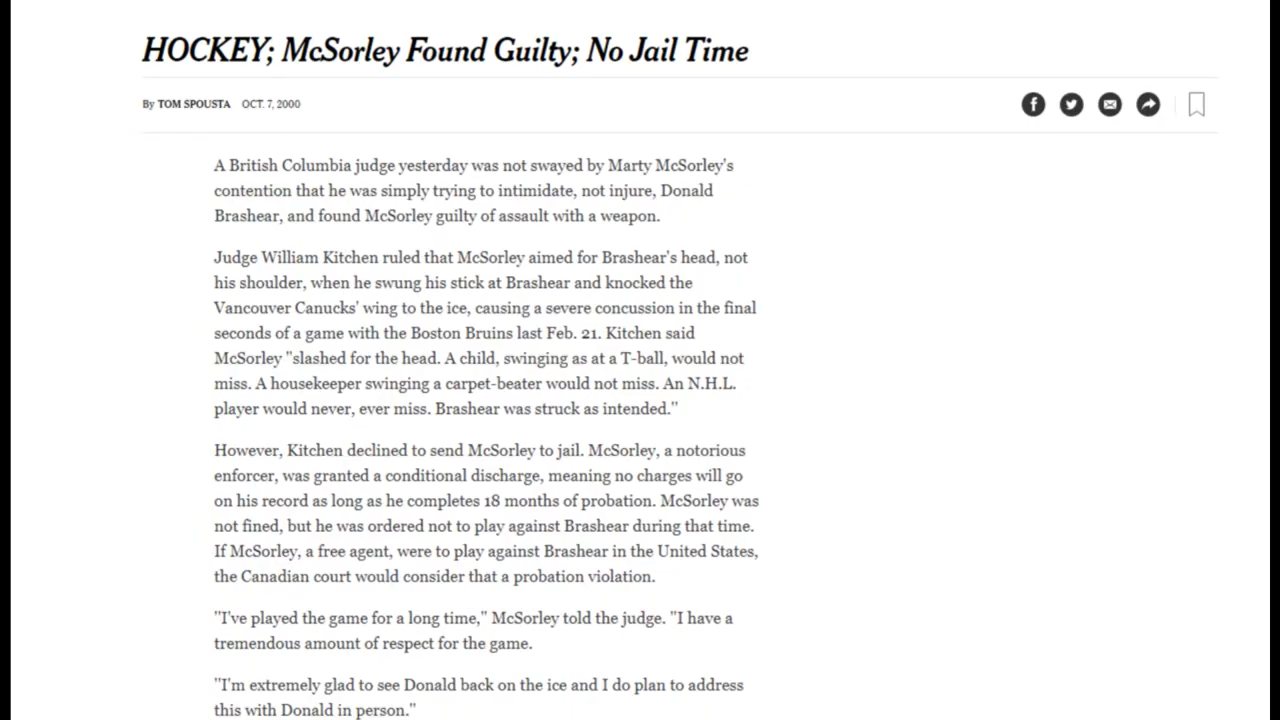 HOCKEY; McSorley Found Guilty; No Jail Time
By TOM SPOUSTA OCT. 7, 2000
A British Columbia judge yesterday was not swayed by Marty McSorley's
contention that he was simply trying to intimidate, not injure, Donald
Brashear, and found McSorley guilty of assault with a weapon.
Judge William Kitchen ruled that McSorley aimed for Brashear's head, not
his shoulder, when he swung his stick at Brashear and knocked the
Vancouver Canucks' wing to the ice, causing a severe concussion in the final
seconds of a game with the Boston Bruins last Feb. 21. Kitchen said
McSorley "slashed for the head. A child, swinging as at a T-ball, would not
miss. A housekeeper swinging a carpet-beater would not miss. An N.H.L.
player would never, ever miss. Brashear was struck as intended."
However, Kitchen declined to send McSorley to jail. McSorley, a notorious
enforcer, was granted a conditional discharge, meaning no charges will go
on his record as long as he completes 18 months of probation. McSorley was
not fined, but he was ordered not to play against Brashear during that time.
If McSorley, a free agent, were to play against Brashear in the United States,
the Canadian court would consider that a probation violation.
"I've played the game for a long time," McSorley told the judge. "I have a
tremendous amount of respect for the game.
"I'm extremely glad to see Donald back on the ice and I do plan to address
this with Donald in person."